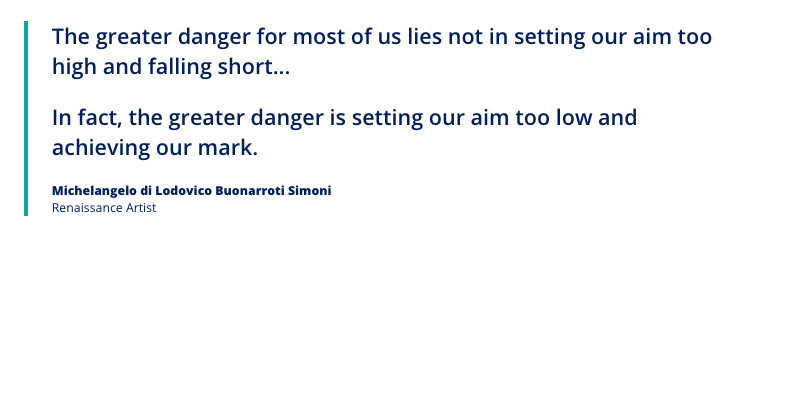 The greater danger for most of us lies not in setting our aim too
high and falling short...
In fact, the greater danger is setting our aim too low and
achieving our mark.
Michelangelo di Lodovico Buonarroti Simoni
Renaissance Artist